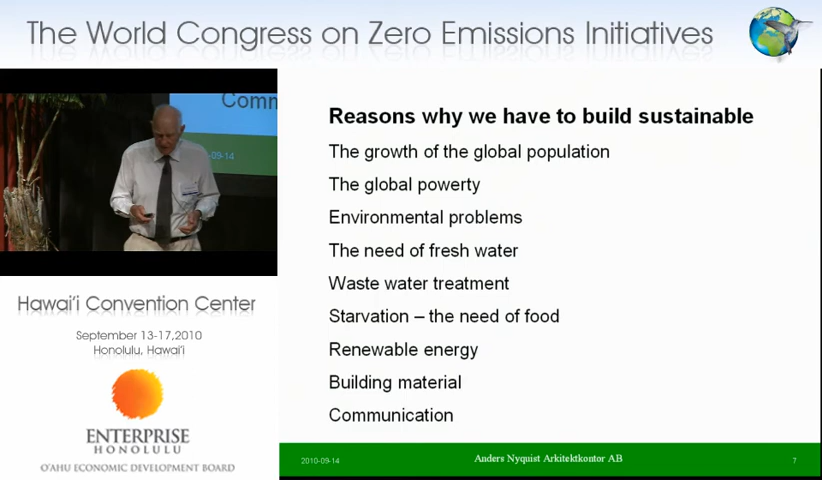 The World Congress on Zero Emissions Initiatives
Comm
-09-14
Hawai'i Convention Center
September 13-17,2010
Honolulu, Hawai'i
ENTERPRISE
HONOLULU
O'AHU ECONOMIC DEVELOPMENT BOARD
Reasons why we have to build sustainable
The growth of the global population
The global powerty
Environmental problems
The need of fresh water
Waste water treatment
Starvation – the need of food
Renewable energy
Building material
Communication
2010-09-14
Anders Nyquist Arkitektkontor AB
7